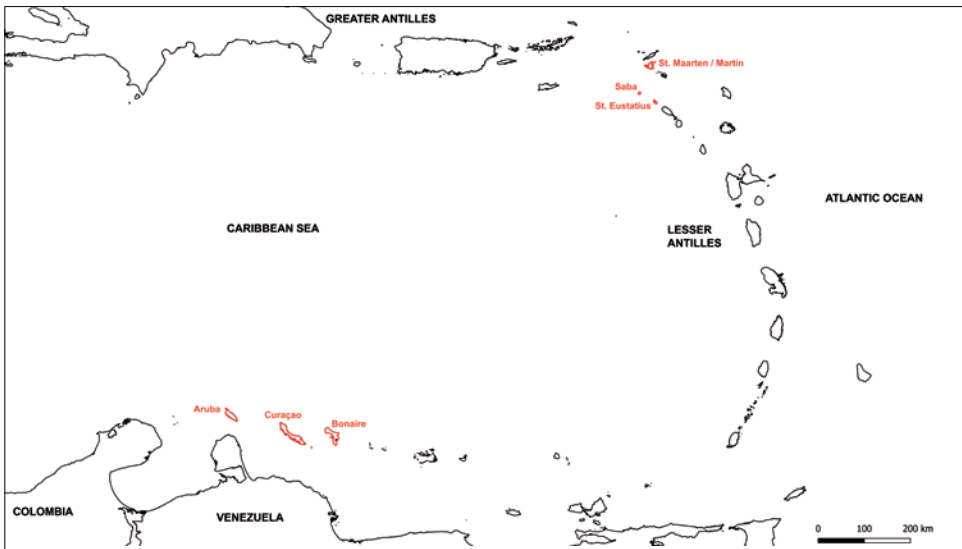 GREATER ANTILLES
St. Maarten / Martin
Saba
St. Eustatius
ATLANTIC OCEAN
CARIBBEAN SEA
LESSER
ANTILLES
Aruba
Curaçao
Bonaire
COLOMBIA
VENEZUELA
0 100 200 km